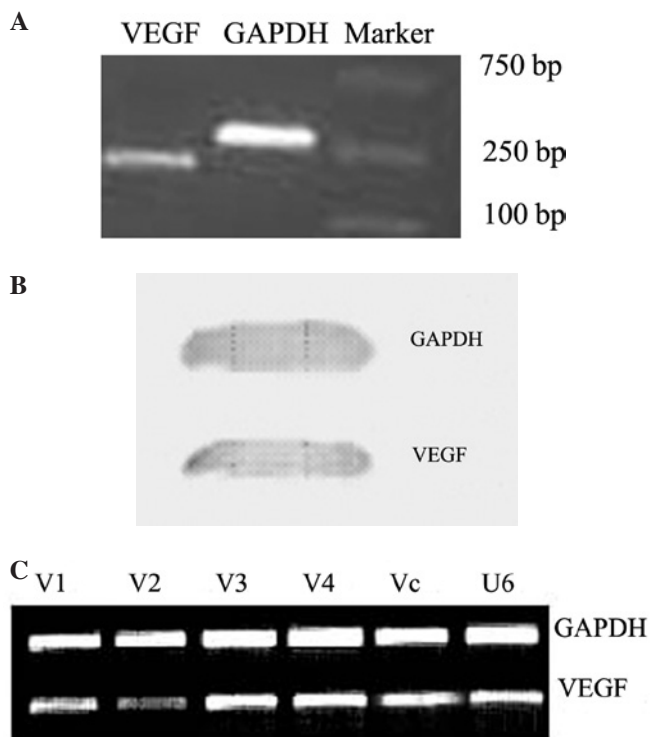 A
VEGF GAPDH Marker
750 bp
250 bp
100 bp
B
GAPDH
VEGF
C
V1 V2 V3 V4 Vc U6
GAPDH
VEGF